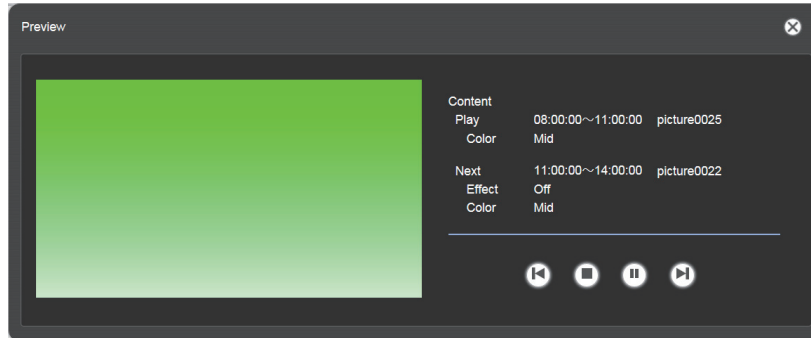 Preview
Content
Play 08:00:00～11:00:00 picture0025
Color Mid
Next 11:00:00～14:00:00 picture0022
Effect Off
Color Mid